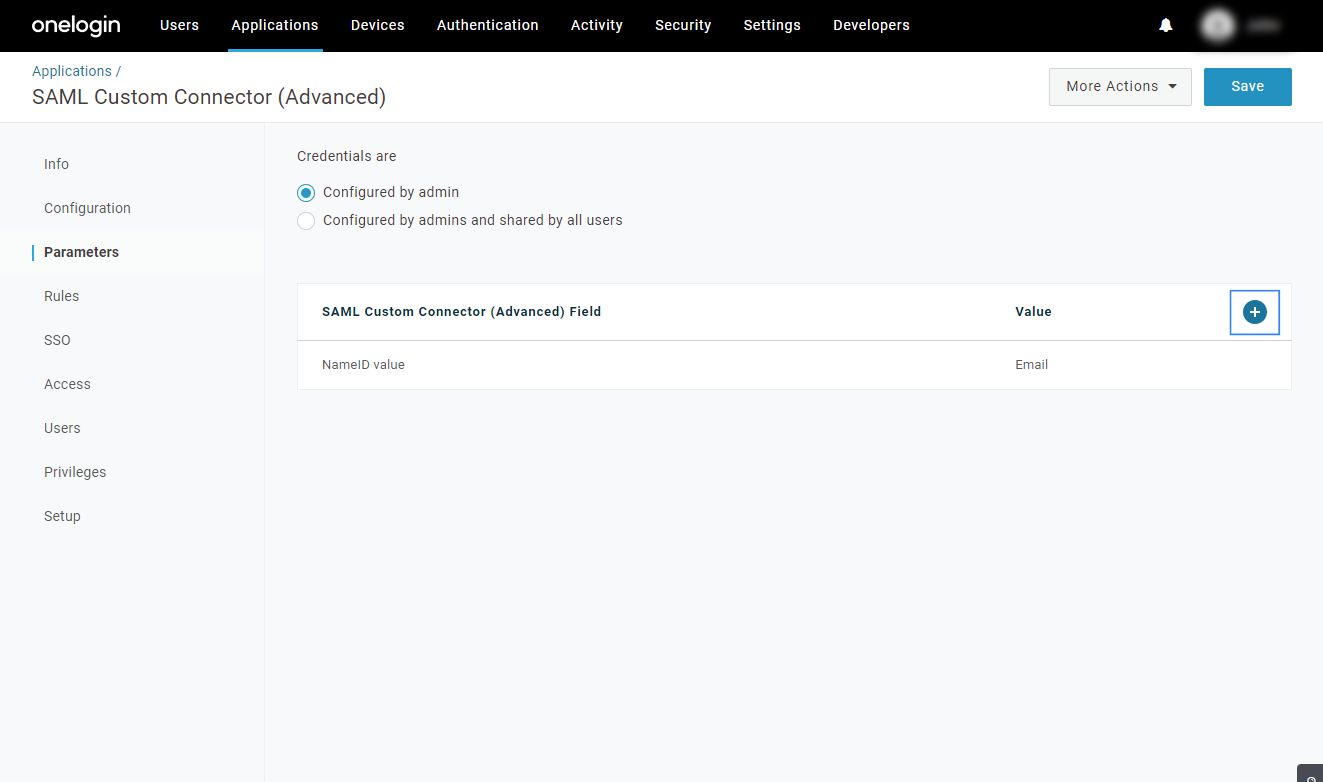 onelogin Users Applications Devices Authentication Activity Security Settings Developers
Applications /
SAML Custom Connector (Advanced)
More Actions Save
Info
Configuration
Parameters
Rules
SSO
Access
Users
Privileges
Setup
Credentials are
Configured by admin
Configured by admins and shared by all users
SAML Custom Connector (Advanced) Field Value
NameID value Email